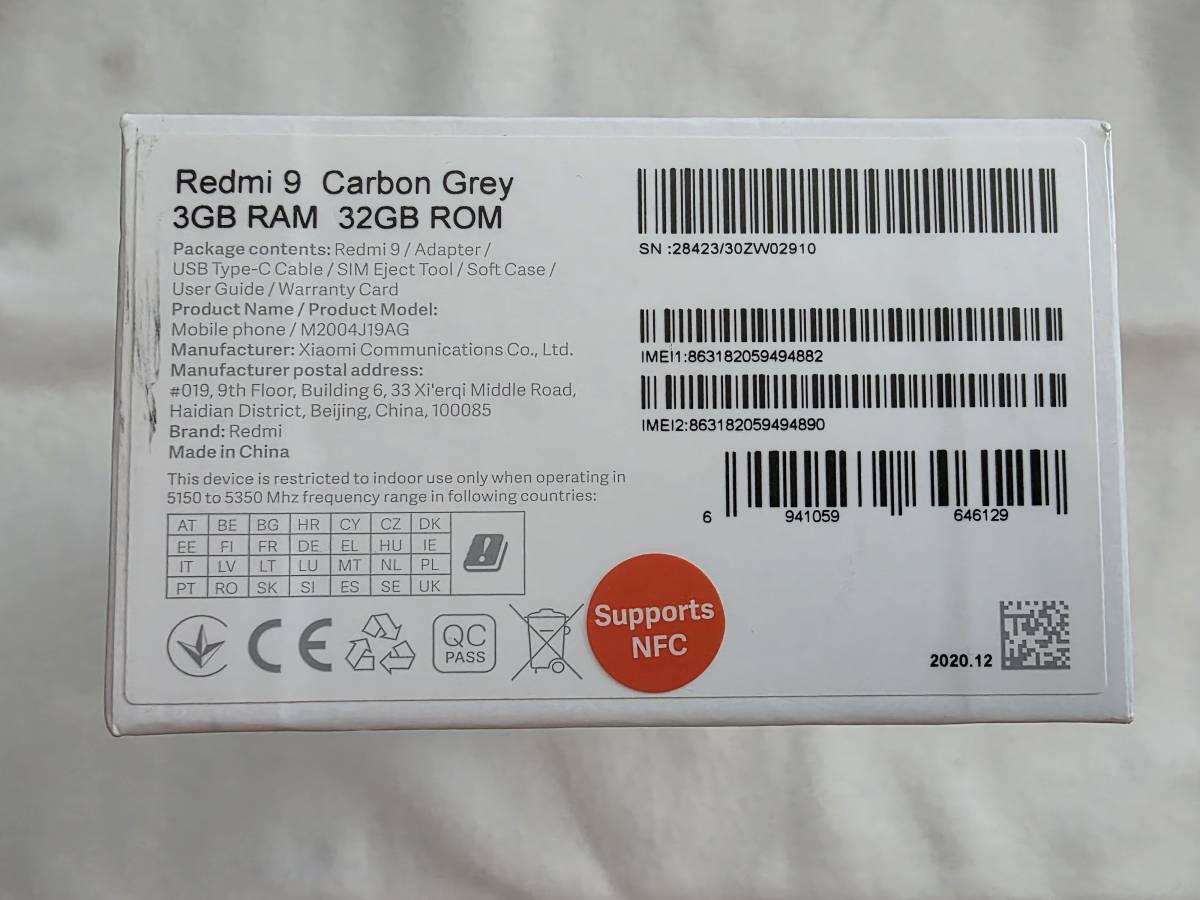 Redmi 9 Carbon Grey
3GB RAM 32GB ROM
Package contents: Redmi 9 / Adapter /
USB Type-C Cable / SIM Eject Tool / Soft Case /
User Guide / Warranty Card
Product Name / Product Model:
Mobile phone / M2004J19AG
Manufacturer: Xiaomi Communications Co., Ltd.
Manufacturer postal address:
#019, 9th Floor, Building 6, 33 Xi'erqi Middle Road,
Haidian District, Beijing, China, 100085
Brand: Redmi
Made in China
This device is restricted to indoor use only when operating in
5150 to 5350 Mhz frequency range in following countries:
AT BE BG HR CY CZ DK
EE FI FR DE EL HU IE
IT LV LT LU MT NL PL
PT RO SK SI ES SE UK
CE
QC
PASS
Supports
NFC
SN :28423/30ZW02910
IMEI1:863182059494882
IMEI2:863182059494890
6 941059 646129
2020.12